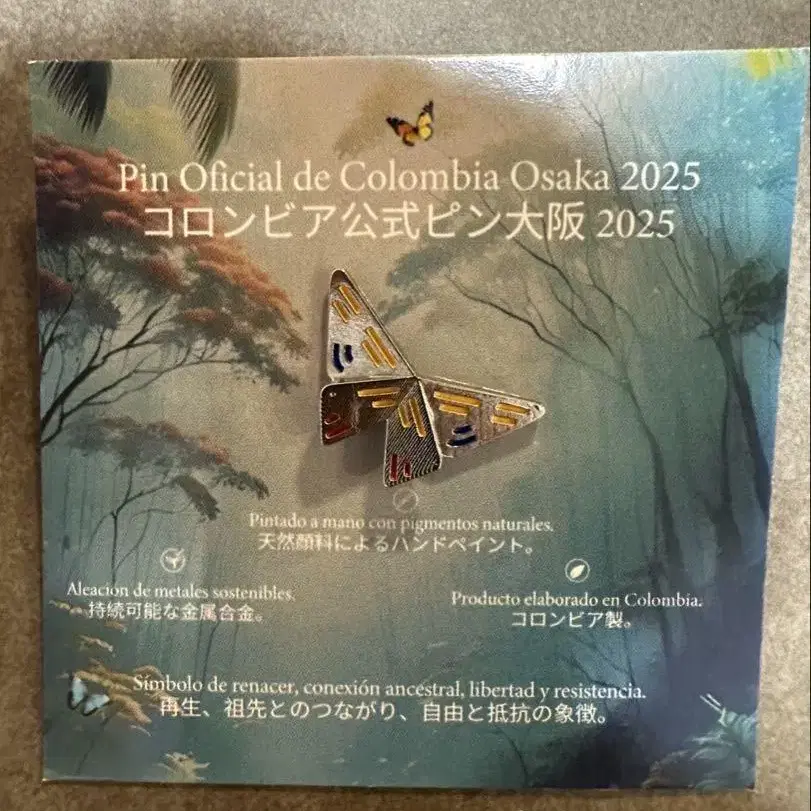 Pin Oficial de Colombia Osaka 2025
コロンビア公式ピン大阪 2025
Pintado a mano con pigmentos naturales.
天然顔料によるハンドペイント。
Aleación de metales sostenibles.
持続可能な金属合金。
Producto elaborado en Colombia.
コロンビア製。
Símbolo de renacer, conexión ancestral, libertad y resistencia.
再生、祖先とのつながり、自由と抵抗の象徴。